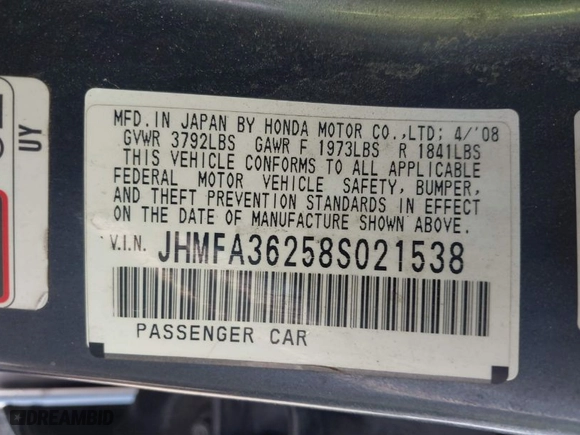 MFD.IN JAPAN BY HONDA MOTOR CO.,LTD; 4/'08
GVWR 3792LBS GAWR F 1973LBS R 1841LBS
THIS VEHICLE CONFORMS TO ALL APPLICABLE
FEDERAL MOTOR VEHICLE SAFETY, BUMPER,
AND THEFT PREVENTION STANDARDS IN EFFECT
ON THE DATE OF MANUFACTURE SHOWN ABOVE.
V.I.N. JHMFA36258S021538
PASSENGER CAR
UY
DREAMBID